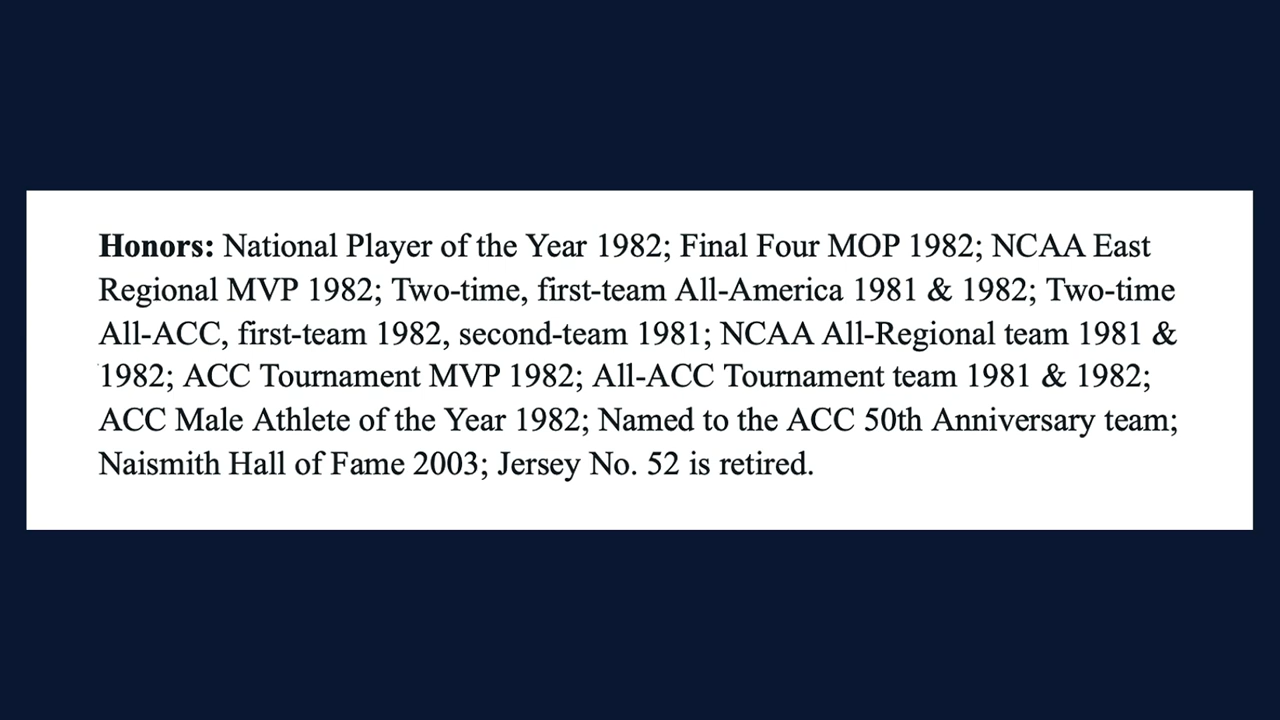 Honors: National Player of the Year 1982; Final Four MOP 1982; NCAA East
Regional MVP 1982; Two-time, first-team All-America 1981 & 1982; Two-time
All-ACC, first-team 1982, second-team 1981; NCAA All-Regional team 1981 &
1982; ACC Tournament MVP 1982; All-ACC Tournament team 1981 & 1982;
ACC Male Athlete of the Year 1982; Named to the ACC 50th Anniversary team;
Naismith Hall of Fame 2003; Jersey No. 52 is retired.